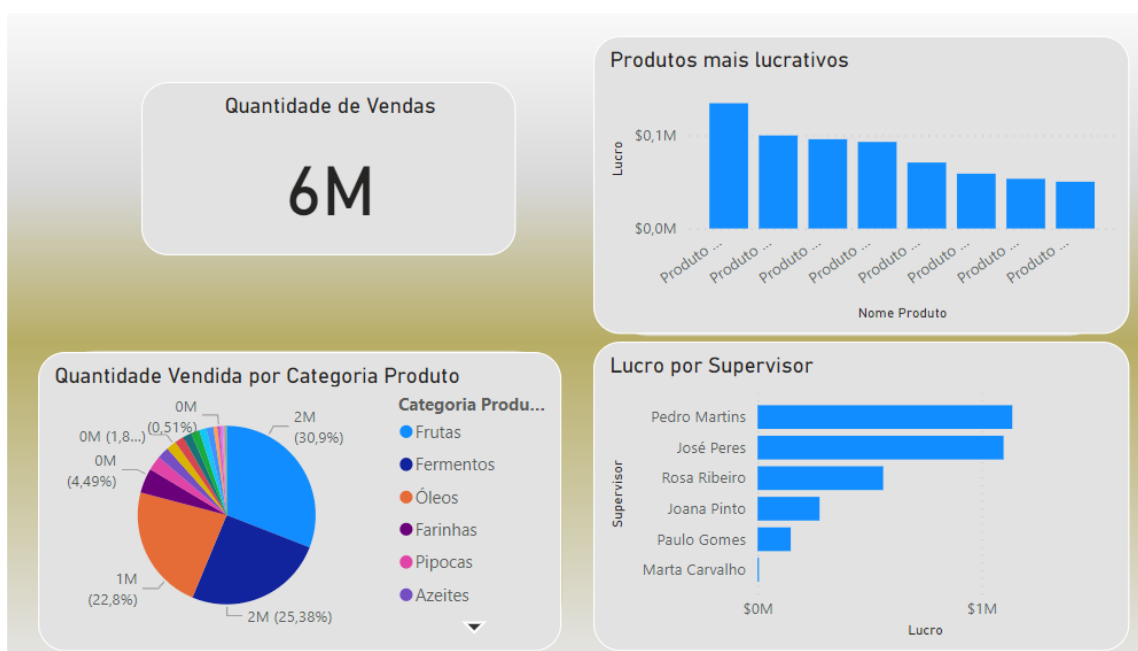 Quantidade de Vendas
6M
Produtos mais lucrativos
Lucro
$0,1M
$0,0M
Produto ...
Produto ...
Produto ...
Produto ...
Produto ...
Produto ...
Produto ...
Produto ...
Nome Produto
Quantidade Vendida por Categoria Produto
0M
(0,51%)
0M (1,8...)
0M
(4,49%)
1M
(22,8%)
2M
(30,9%)
2M (25,38%)
Categoria Produ...
Frutas
Fermentos
Óleos
Farinhas
Pipocas
Azeites
Lucro por Supervisor
Supervisor
Pedro Martins
José Peres
Rosa Ribeiro
Joana Pinto
Paulo Gomes
Marta Carvalho
$0M
$1M
Lucro